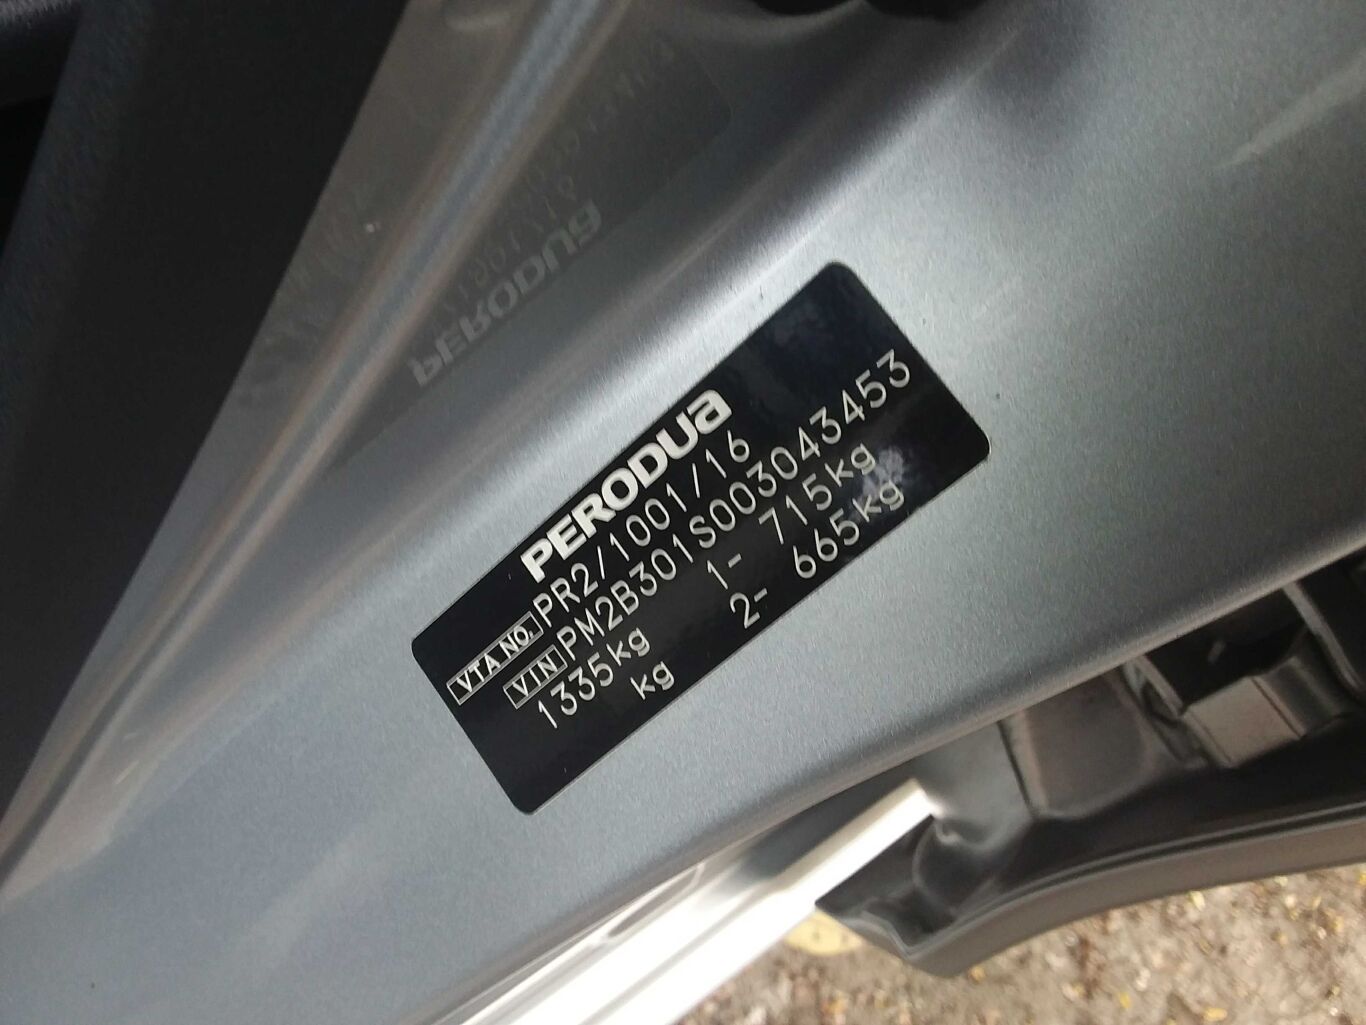 PERODUA
VTA NO. PR2/1001/16
VIN PM2B301S003043453
1335kg 1- 715kg
kg 2- 665kg
PERODUA